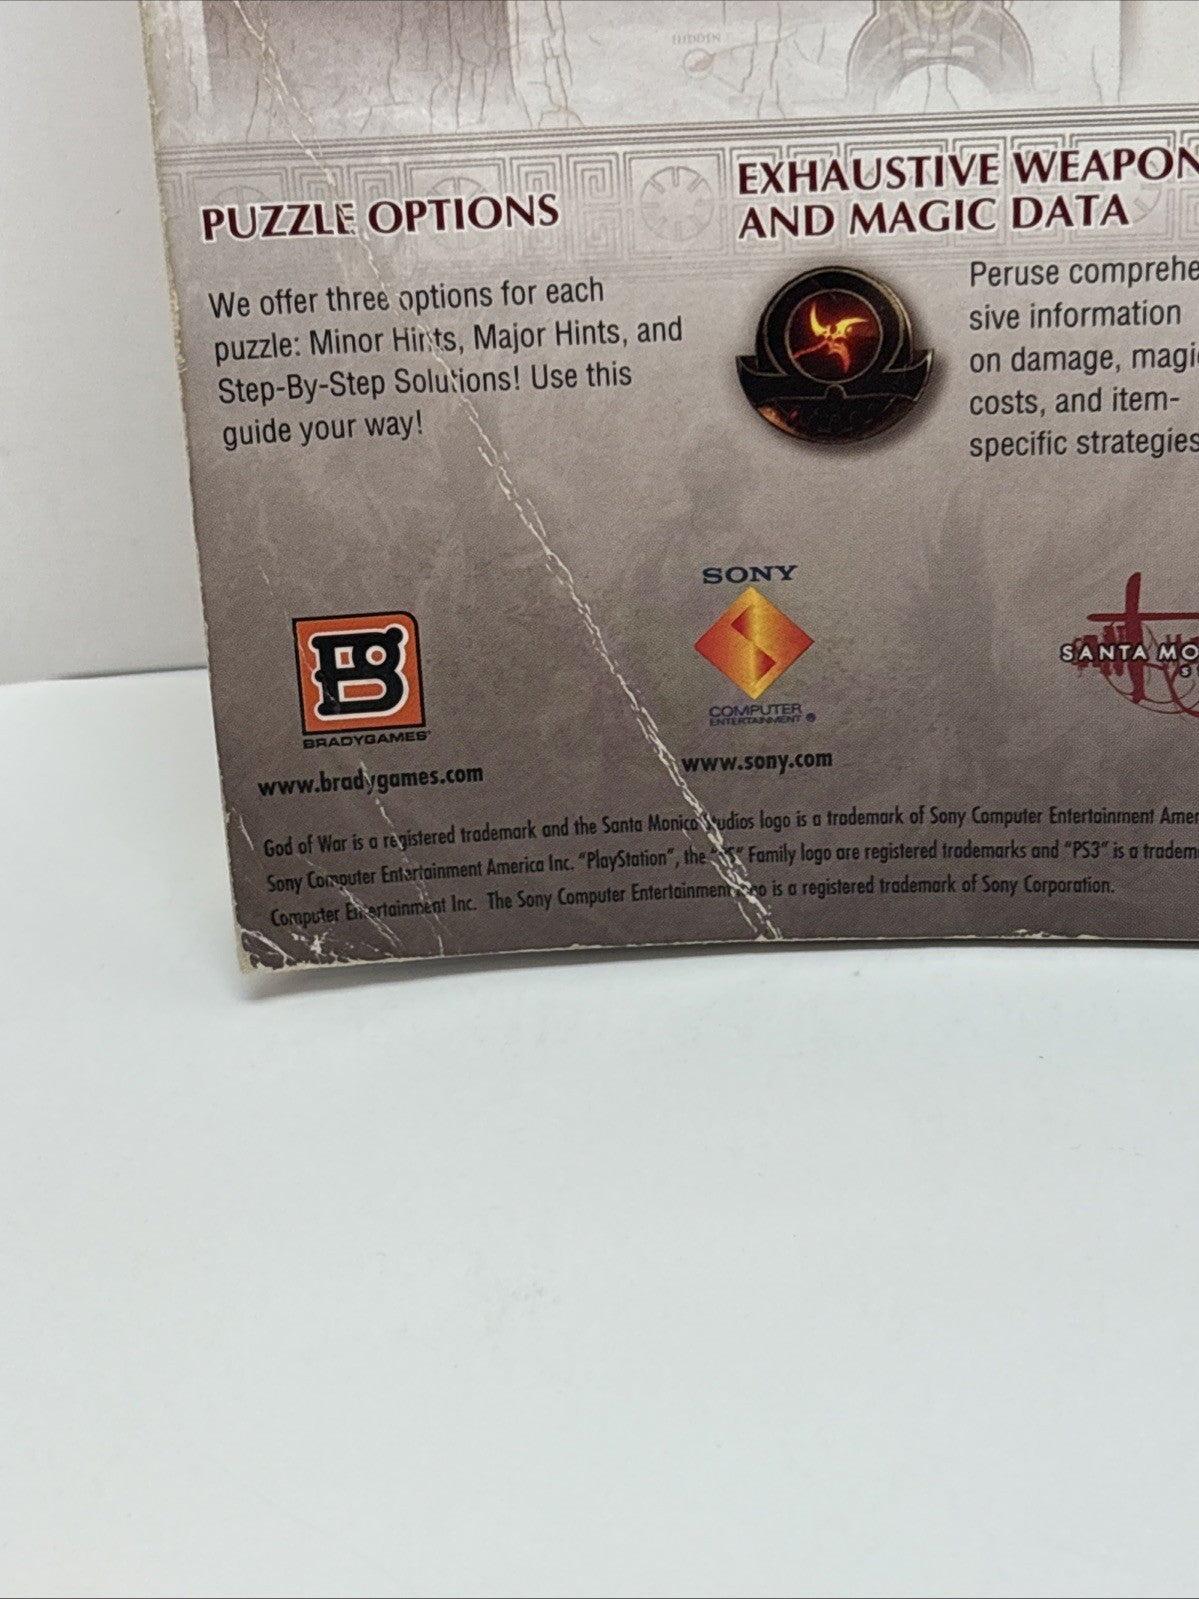 HIDDEN
PUZZLE OPTIONS
We offer three options for each
puzzle: Minor Hints, Major Hints, and
Step-By-Step Solutions! Use this
guide your way!
EXHAUSTIVE WEAPON
AND MAGIC DATA
Peruse comprehe
sive information
on damage, magic
costs, and item-
specific strategies
BRADYGAMES
www.bradygames.com
SONY
COMPUTER
ENTERTAINMENT ®
www.sony.com
SANTA MO
God of War is a registered trademark and the Santa Monica Studios logo is a trademark of Sony Computer Entertainment Amer
Sony Computer Entertainment America Inc. "PlayStation", the "PS" Family logo are registered trademarks and "PS3" is a tradem
Computer Entertainment Inc. The Sony Computer Entertainment logo is a registered trademark of Sony Corporation.